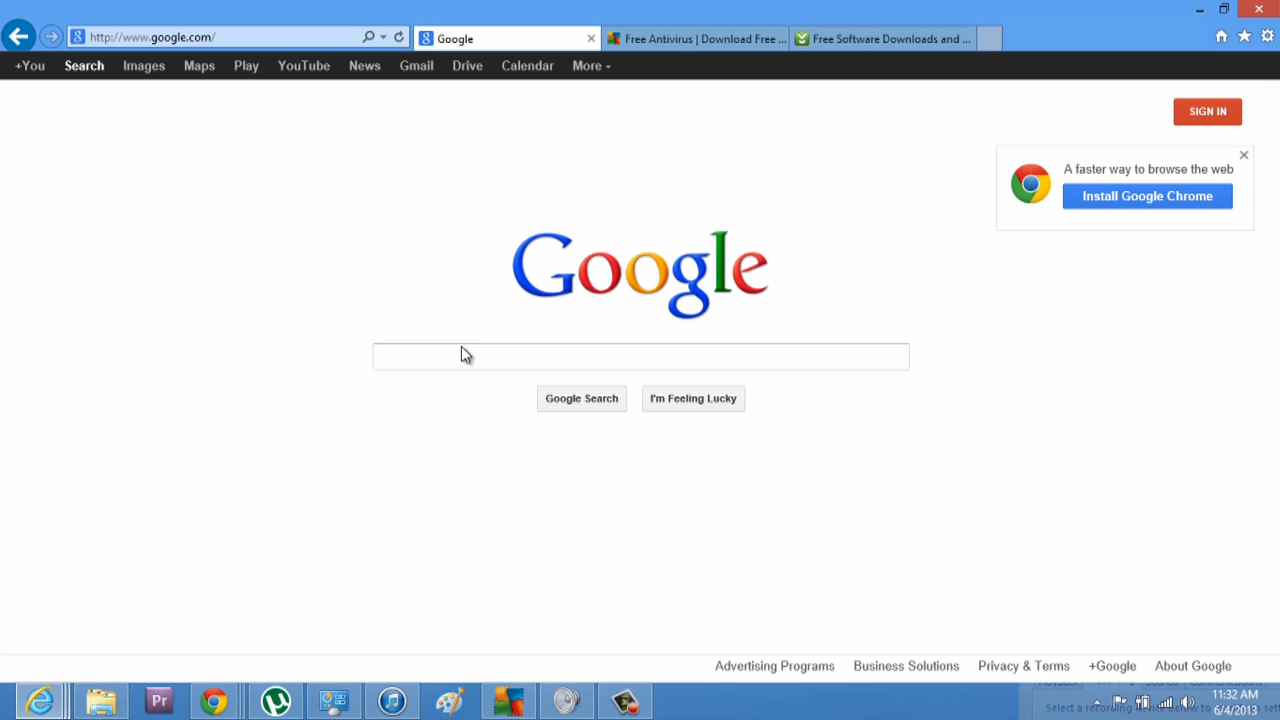 http://www.google.com/
Google
Free Antivirus | Download Free ...
Free Software Downloads and ...
+You Search Images Maps Play YouTube News Gmail Drive Calendar More
SIGN IN
A faster way to browse the web
Install Google Chrome
Google
Google Search
I'm Feeling Lucky
Advertising Programs Business Solutions Privacy & Terms +Google About Google
Pr
11:32 AM
6/4/2013